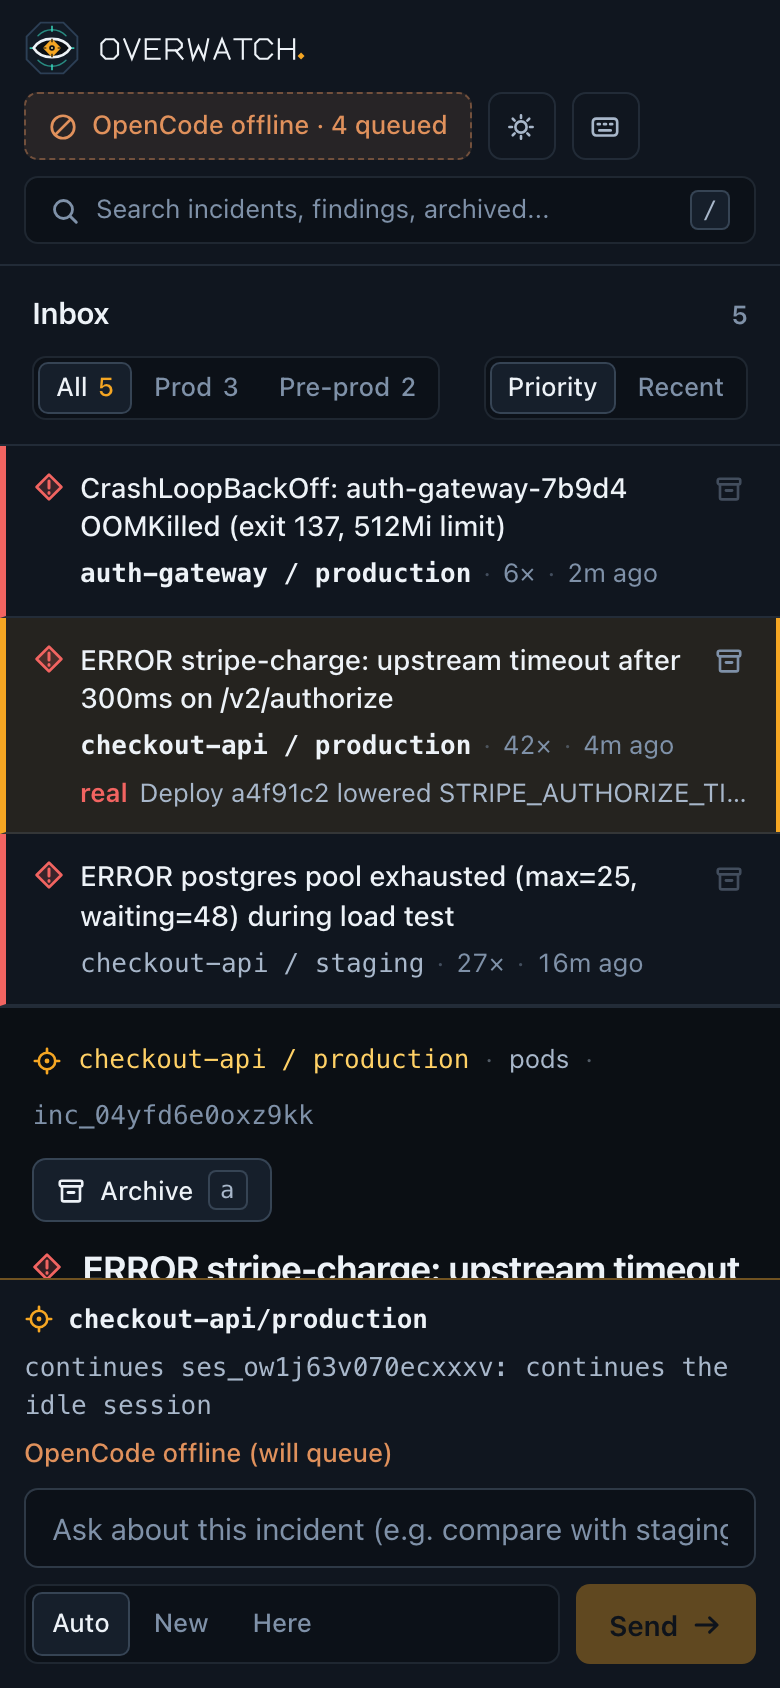 OVERWATCH.
OpenCode offline · 4 queued
Search incidents, findings, archived... /
Inbox 5
All 5 Prod 3 Pre-prod 2 Priority Recent
CrashLoopBackOff: auth-gateway-7b9d4
OOMKilled (exit 137, 512Mi limit)
auth-gateway / production · 6× · 2m ago
ERROR stripe-charge: upstream timeout after
300ms on /v2/authorize
checkout-api / production · 42× · 4m ago
real Deploy a4f91c2 lowered STRIPE_AUTHORIZE_TI…
ERROR postgres pool exhausted (max=25,
waiting=48) during load test
checkout-api / staging · 27× · 16m ago
checkout-api / production · pods ·
inc_04yfd6e0oxz9kk
Archive a
ERROR stripe-charge: upstream timeout
checkout-api/production
continues ses_ow1j63v070ecxxxv: continues the
idle session
OpenCode offline (will queue)
Ask about this incident (e.g. compare with staging
Auto New Here Send →